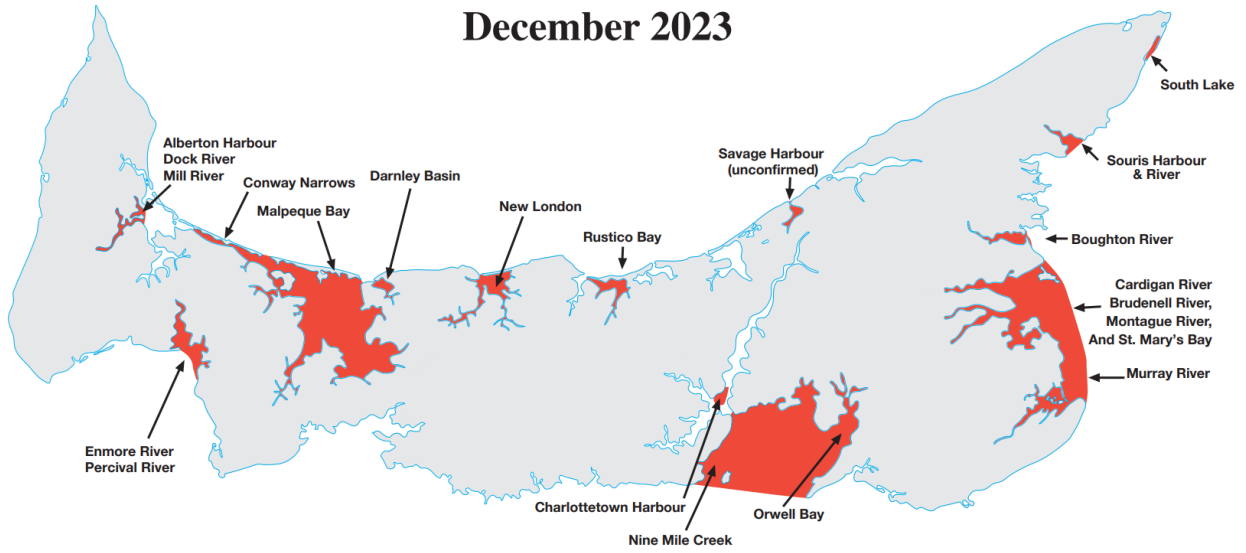 December 2023
South Lake
Alberton Harbour
Dock River
Mill River
Conway Narrows
Malpeque Bay
Darnley Basin
New London
Rustico Bay
Savage Harbour
(unconfirmed)
Souris Harbour
& River
Boughton River
Cardigan River
Brudenell River,
Montague River,
And St. Mary's Bay
Murray River
Enmore River
Percival River
Charlottetown Harbour
Nine Mile Creek
Orwell Bay